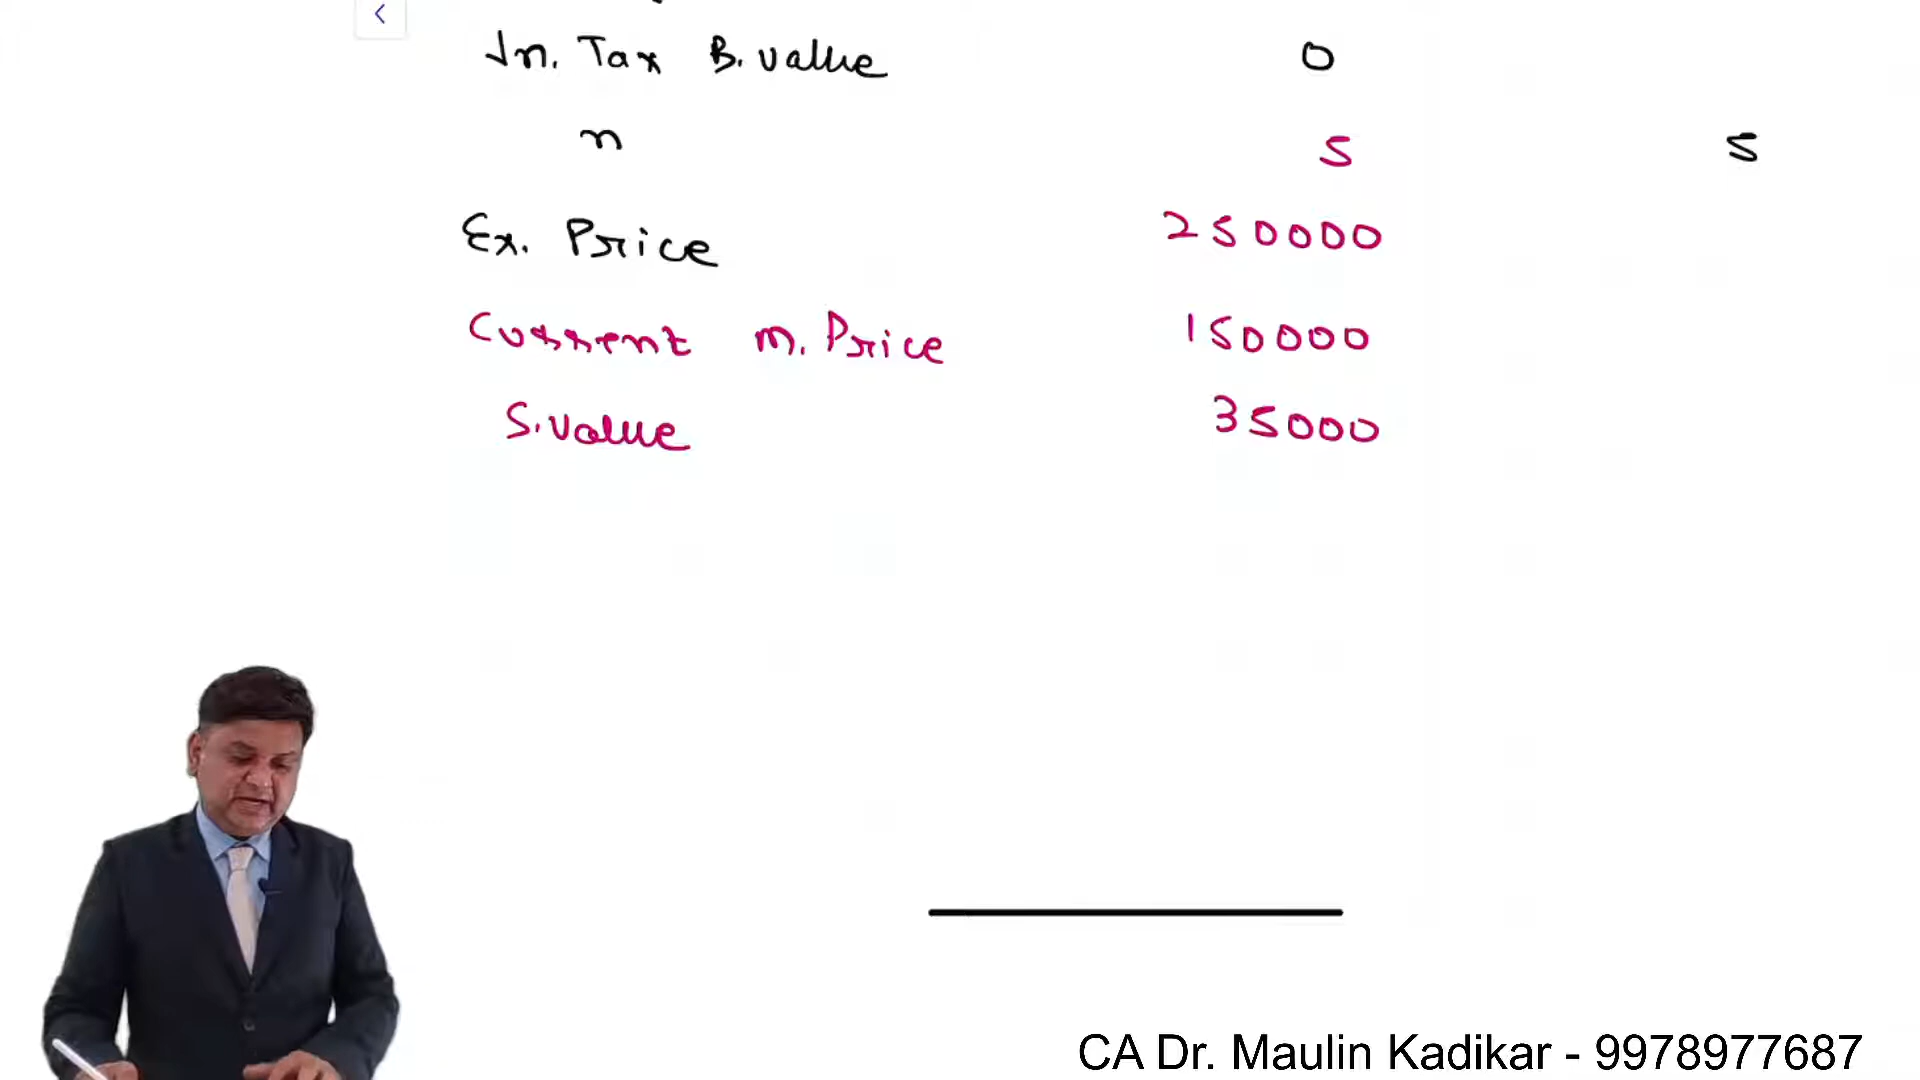 In. Tax B. value 0
n 5 5
Ex. Price 250000
Current m. Price 150000
S. value 35000
CA Dr. Maulin Kadikar - 9978977687